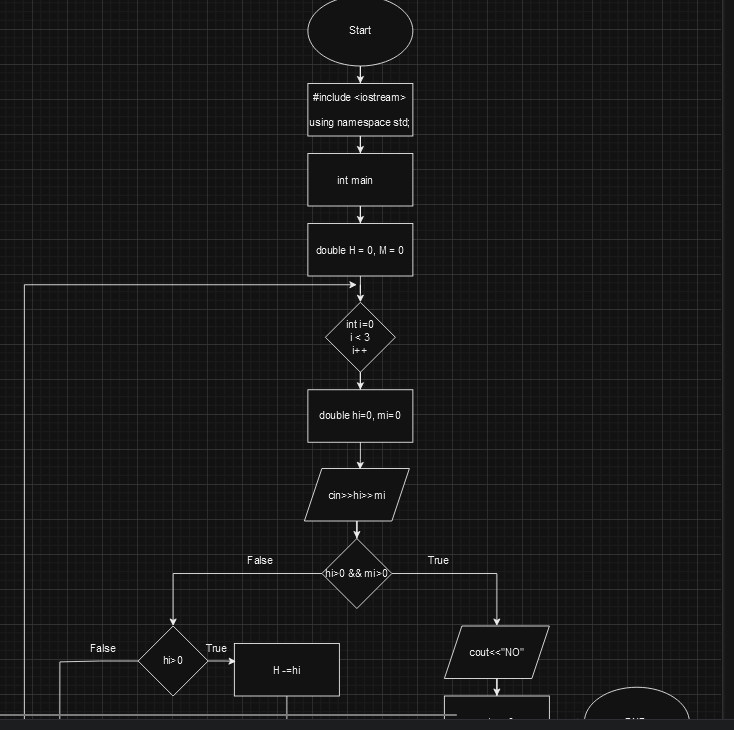 Start
#include <iostream>
using namespace std;
int main
double H = 0, M = 0
int i=0
i < 3
i++
double hi=0, mi=0
cin>>hi>>mi
False
True
hi>0 && mi>0
False
True
hi>0
H -=hi
cout<<"NO"